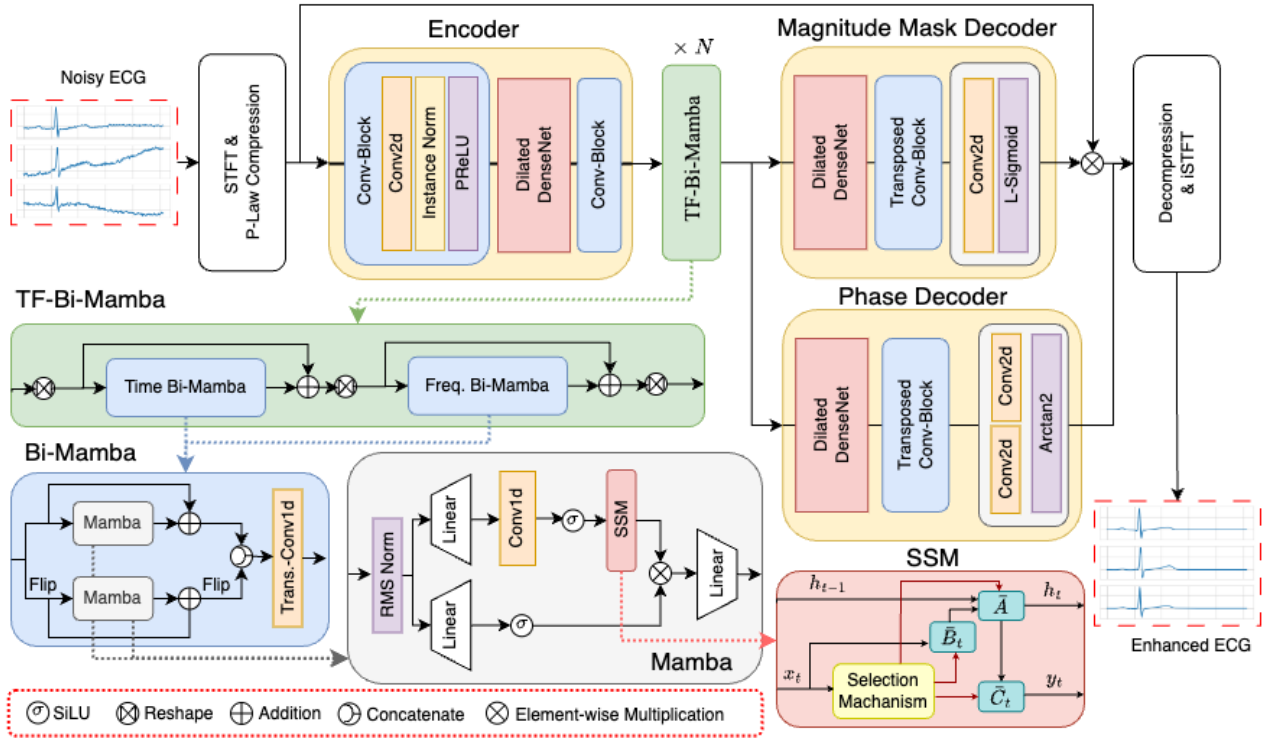 Encoder
× N
Magnitude Mask Decoder
Noisy ECG
STFT &
P-Law Compression
Conv-Block
Conv2d
Instance Norm
PReLU
Dilated
DenseNet
Conv-Block
TF-Bi-Mamba
Dilated
DenseNet
Transposed
Conv-Block
Conv2d
L-Sigmoid
Decompression
& iSTFT
TF-Bi-Mamba
Time Bi-Mamba
Freq. Bi-Mamba
Phase Decoder
Dilated
DenseNet
Transposed
Conv-Block
Conv2d
Conv2d
Arctan2
Bi-Mamba
Mamba
Flip
Mamba
Flip
Trans.-Conv1d
RMS Norm
Linear
Linear
Conv1d
σ
σ
SSM
Linear
Mamba
SSM
h_{t-1}
Ā
h_t
B̄_t
x_t
Selection
Machanism
C̄_t
y_t
Enhanced ECG
σ SiLU
Reshape
Addition
Concatenate
Element-wise Multiplication